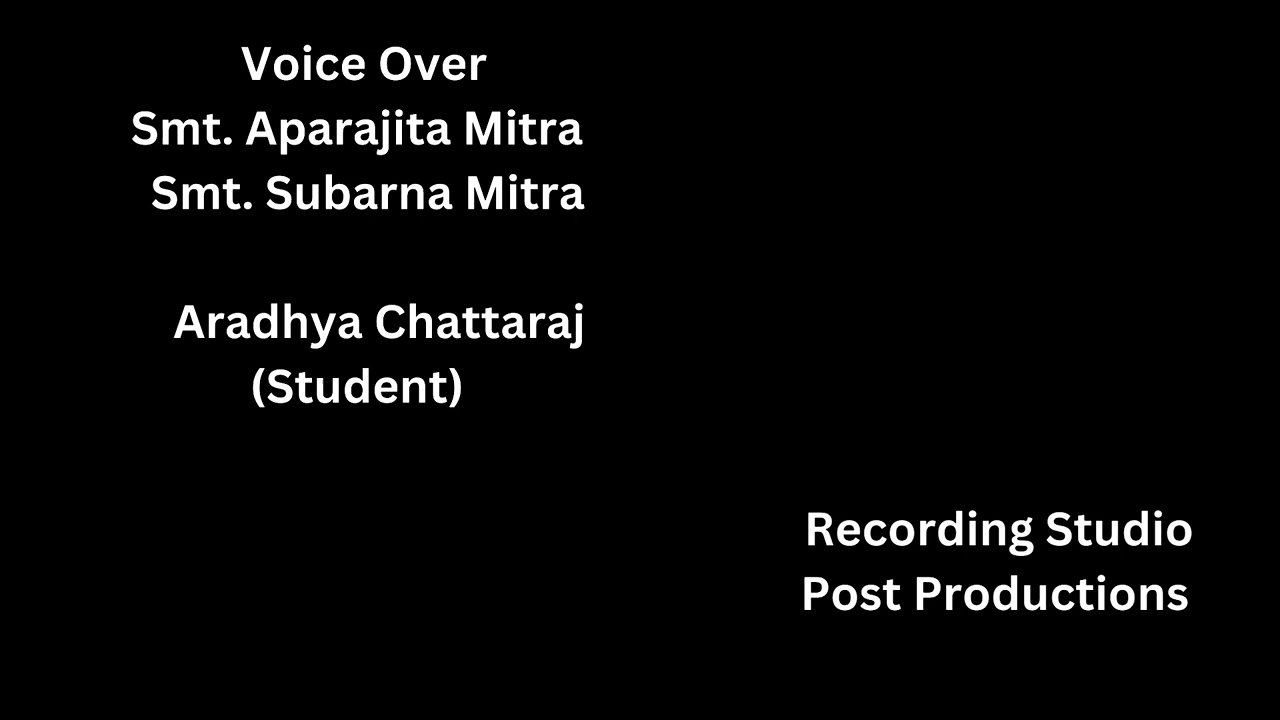 Voice Over
Smt. Aparajita Mitra
Smt. Subarna Mitra
Aradhya Chattaraj
(Student)
Recording Studio
Post Productions